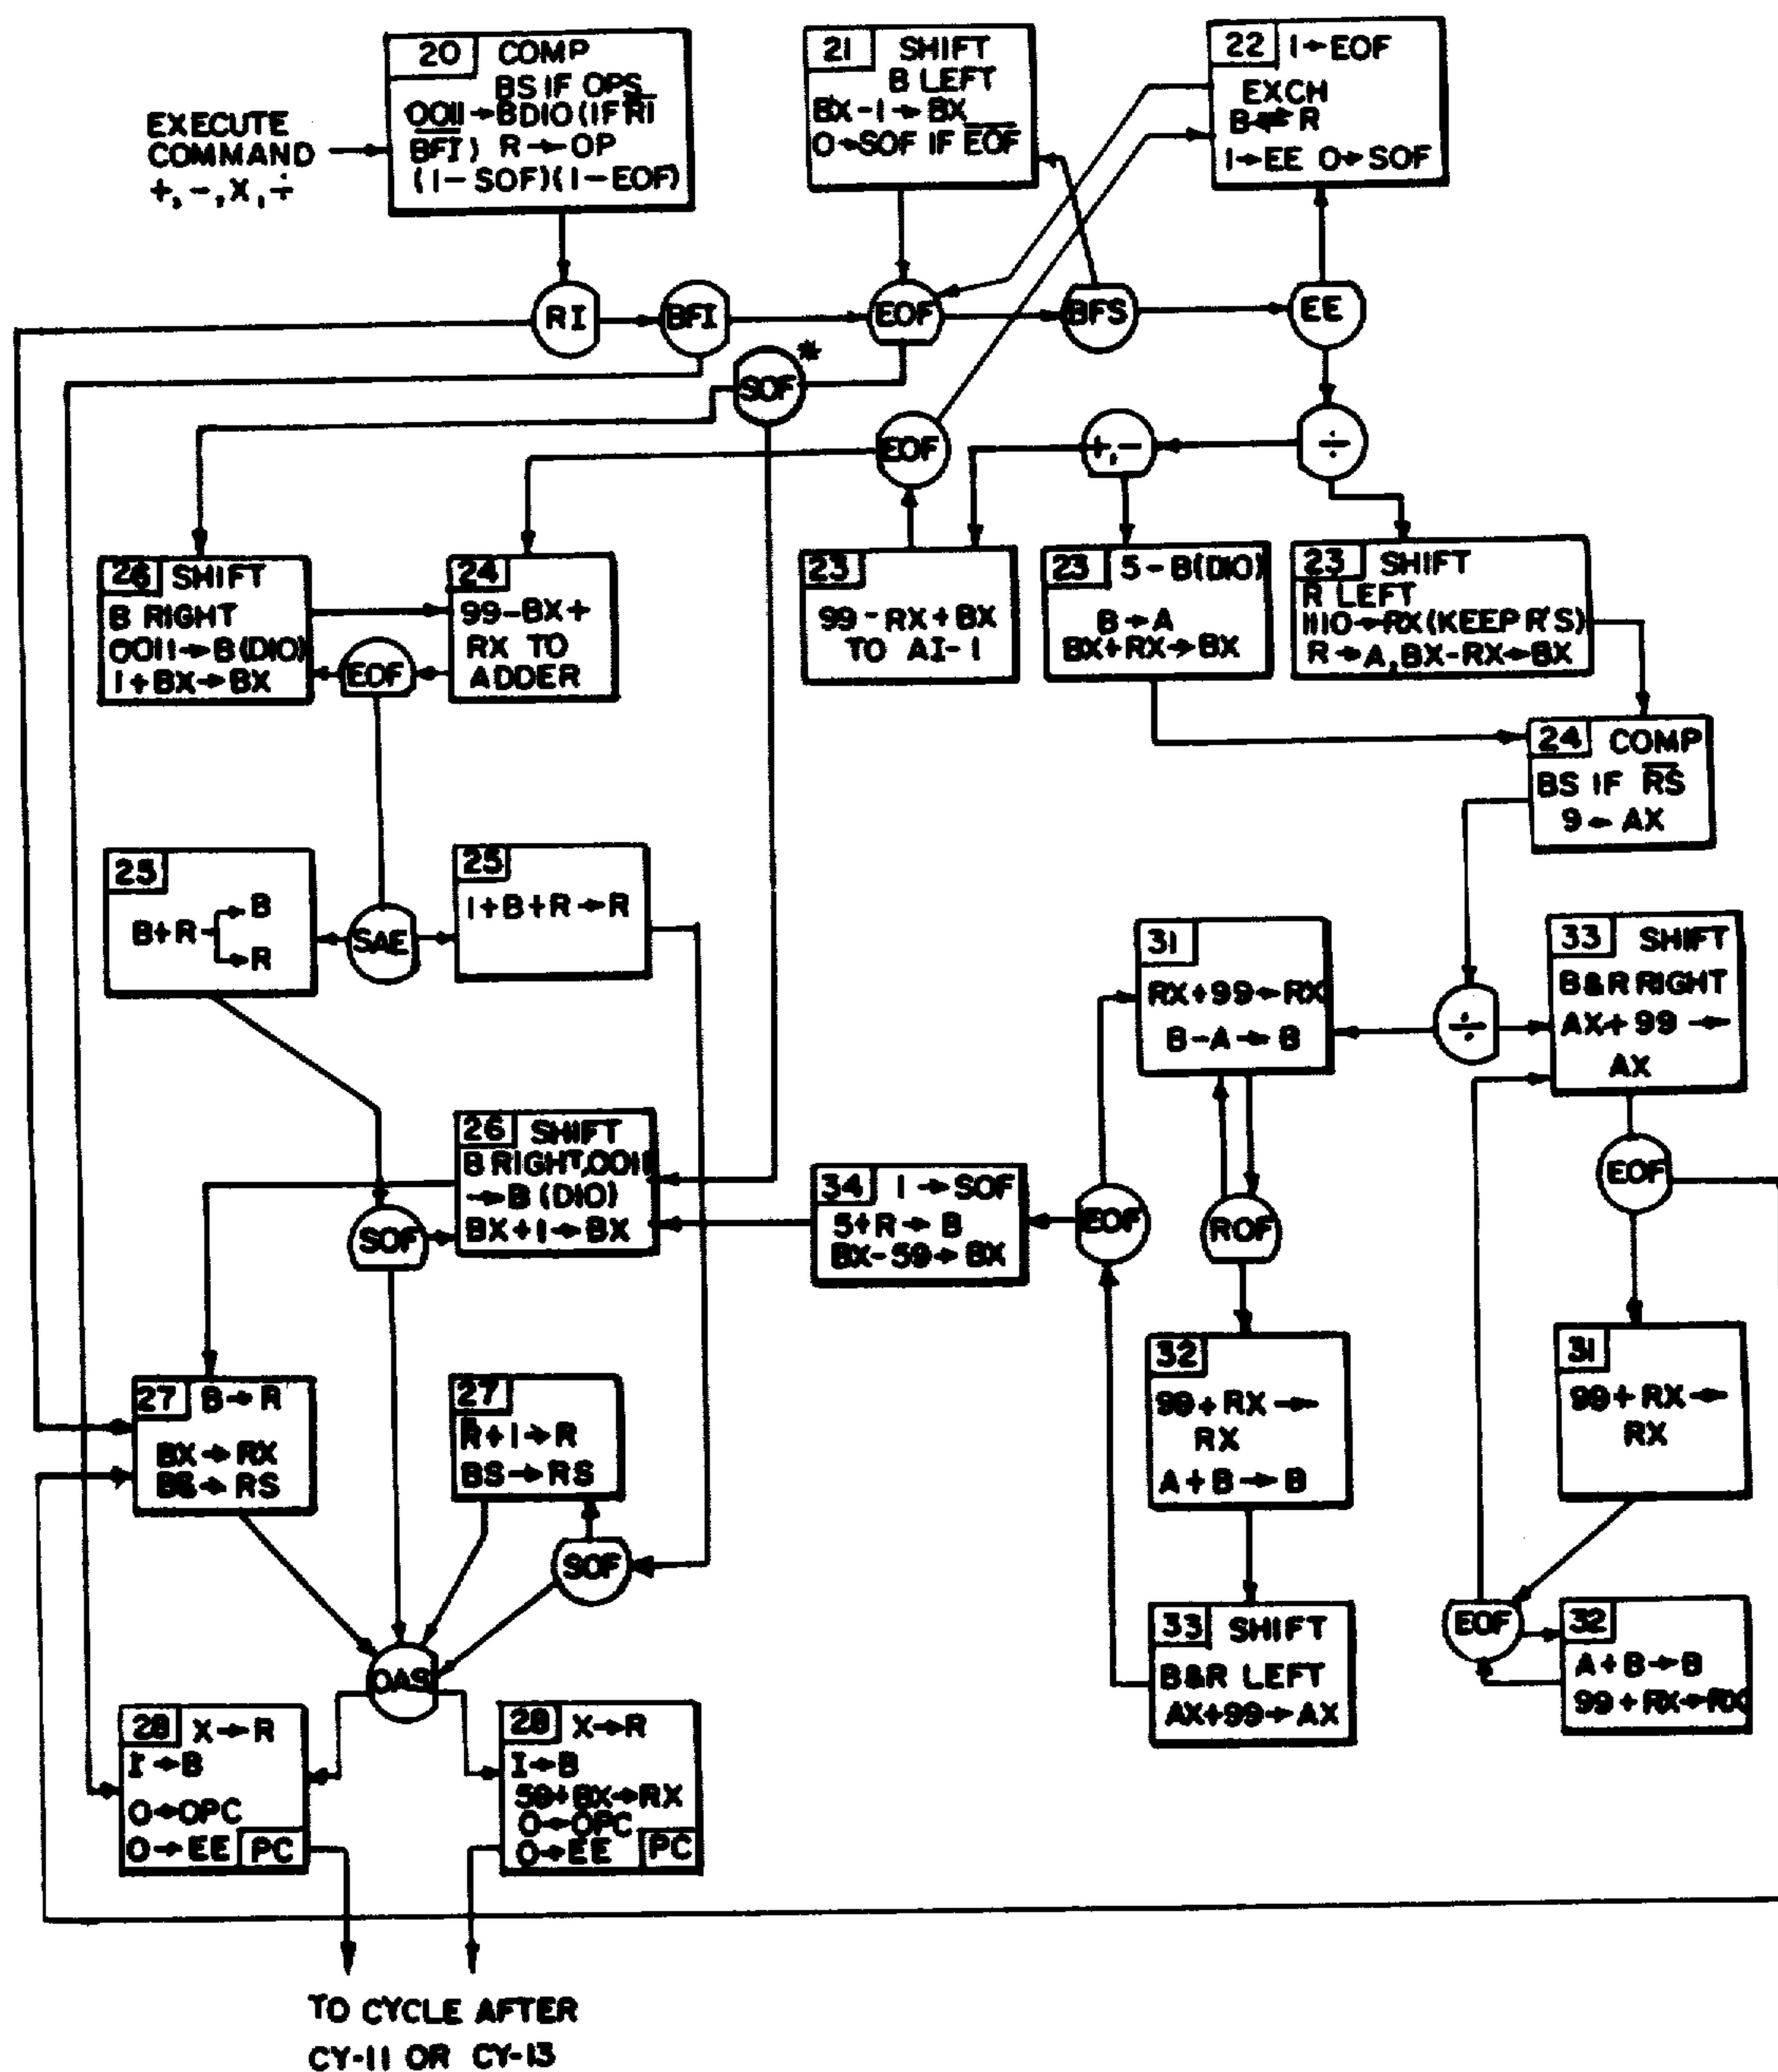 20 COMP
BS IF OPS
0011→BDIO (IF R̅I̅
B̅F̅I̅) R→OP
(1-SOF)(1-EOF)
EXECUTE
COMMAND
+,-,X,÷
21 SHIFT
B LEFT
BX-1→BX
0→SOF IF E̅O̅F̅
22 1→EOF
EXCH
B⇄R
1→EE 0→SOF
RI
BFI
EOF
BFS
EE
SOF*
EOF
+,-
÷
26 SHIFT
B RIGHT
0011→B(DIO)
1+BX→BX
EOF
24
99-BX+
RX TO
ADDER
23
99-RX+BX
TO AI-1
23 5-B(DIO)
B→A
BX+RX→BX
23 SHIFT
R LEFT
1110→RX(KEEP R'S)
R→A,BX-RX→BX
24 COMP
BS IF R̅S̅
9←AX
25
B+R→B
→R
SAE
25
1+B+R→R
31
RX+99←RX
B-A→B
÷
33 SHIFT
B&R RIGHT
AX+99→
AX
EOF
26 SHIFT
B RIGHT,0011
→B(DIO)
BX+1→BX
SOF
34 1→SOF
5+R→B
BX-59→BX
EOF
ROF
27 B→R
BX→RX
BS→RS
27
R+1→R
BS→RS
SOF
32
99+RX→
RX
A+B→B
31
99+RX→
RX
OAS
33 SHIFT
B&R LEFT
AX+99→AX
EOF
32
A+B→B
99+RX→RX
28 X→R
I→B
0→OPC
0→EE PC
28 X→R
I→B
59+BX→RX
0→OPC
0→EE PC
TO CYCLE AFTER
CY-11 OR CY-13